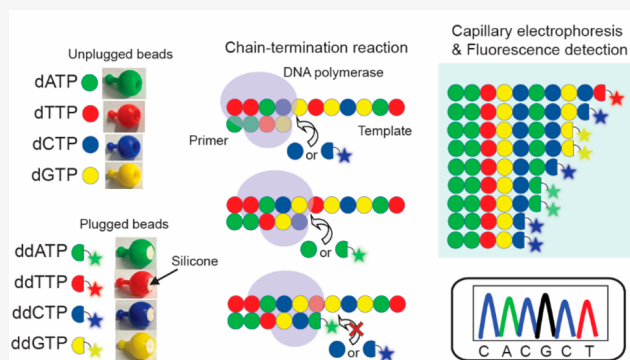 Unplugged beads
dATP
dTTP
dCTP
dGTP
Plugged beads
ddATP
ddTTP
ddCTP
ddGTP
Silicone
Chain-termination reaction
DNA polymerase
Primer
Template
or
or
or
Capillary electrophoresis
& Fluorescence detection
C A C G C T